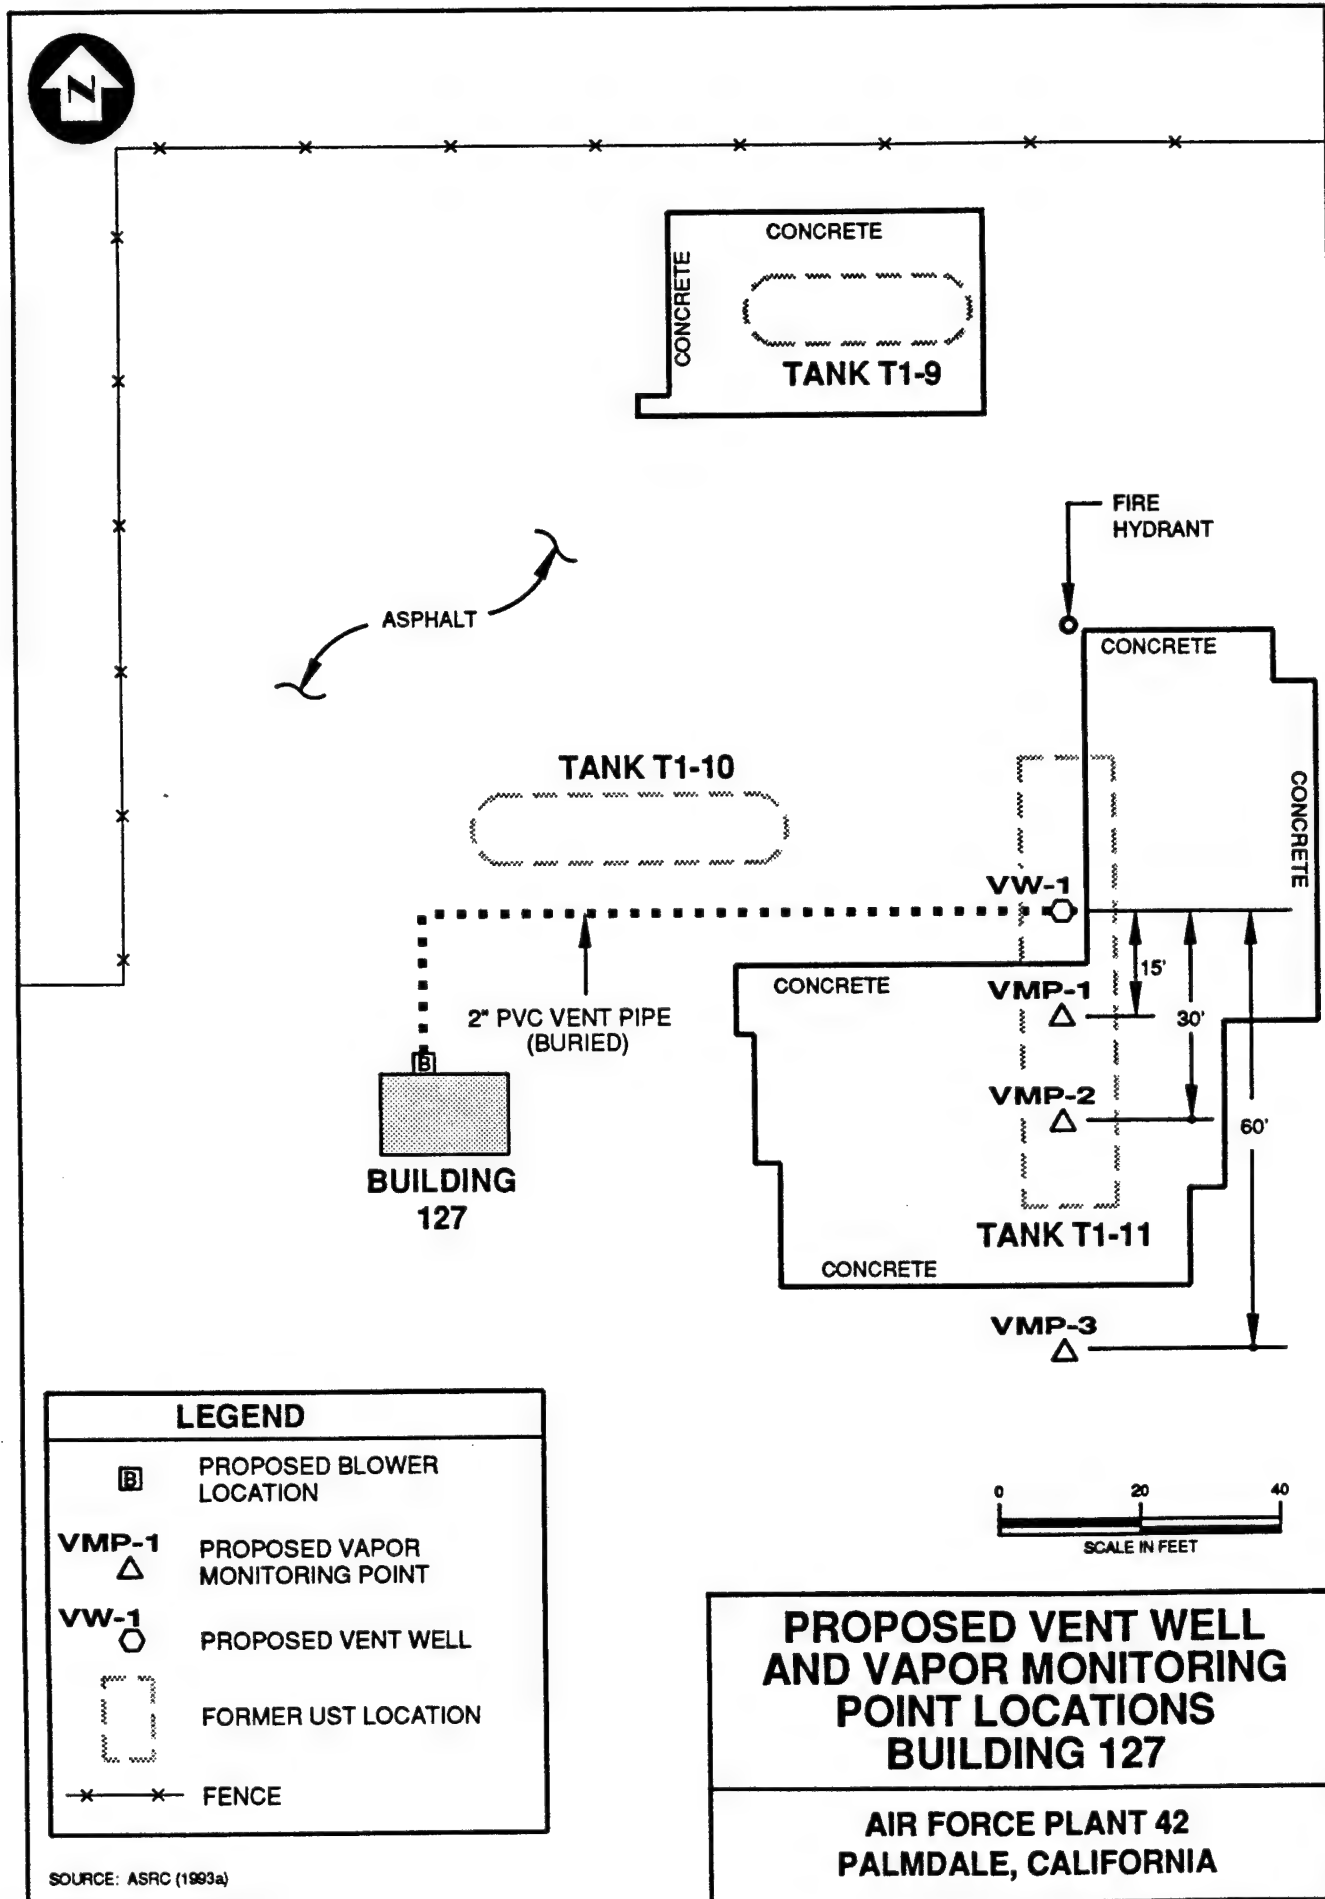 N
CONCRETE
CONCRETE
TANK T1-9
FIRE
HYDRANT
ASPHALT
CONCRETE
TANK T1-10
CONCRETE
VW-1
CONCRETE
15'
VMP-1
2" PVC VENT PIPE
(BURIED)
30'
B
VMP-2
60'
BUILDING
127
TANK T1-11
CONCRETE
VMP-3
LEGEND
B
PROPOSED BLOWER
LOCATION
VMP-1
PROPOSED VAPOR
MONITORING POINT
VW-1
PROPOSED VENT WELL
FORMER UST LOCATION
FENCE
SOURCE: ASRC (1993a)
0 20 40
SCALE IN FEET
PROPOSED VENT WELL
AND VAPOR MONITORING
POINT LOCATIONS
BUILDING 127
AIR FORCE PLANT 42
PALMDALE, CALIFORNIA